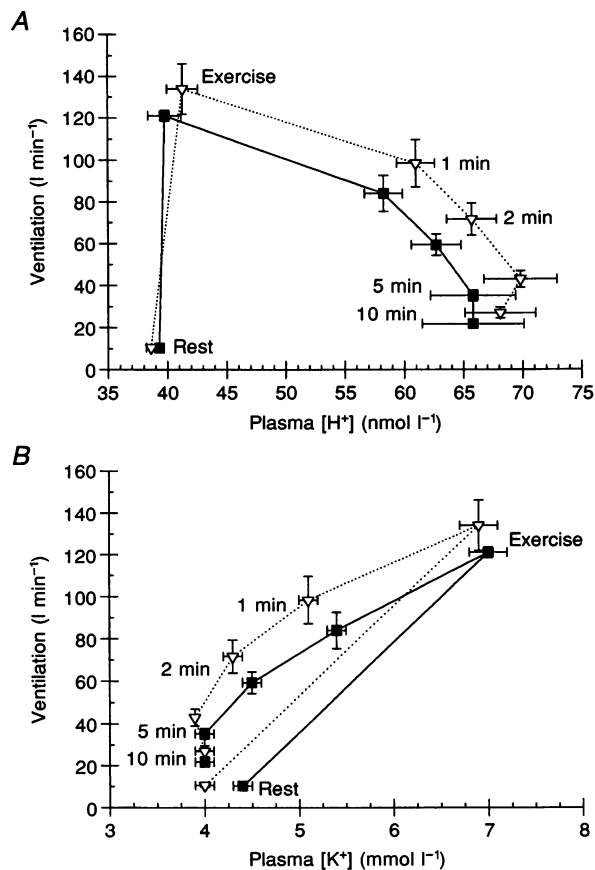 A
160
140
120
100
80
60
40
20
0
Ventilation (l min⁻¹)
Exercise
1 min
2 min
5 min
10 min
Rest
35 40 45 50 55 60 65 70 75
Plasma [H⁺] (nmol l⁻¹)
B
160
140
120
100
80
60
40
20
0
Ventilation (l min⁻¹)
Exercise
1 min
2 min
5 min
10 min
Rest
3 4 5 6 7 8
Plasma [K⁺] (mmol l⁻¹)